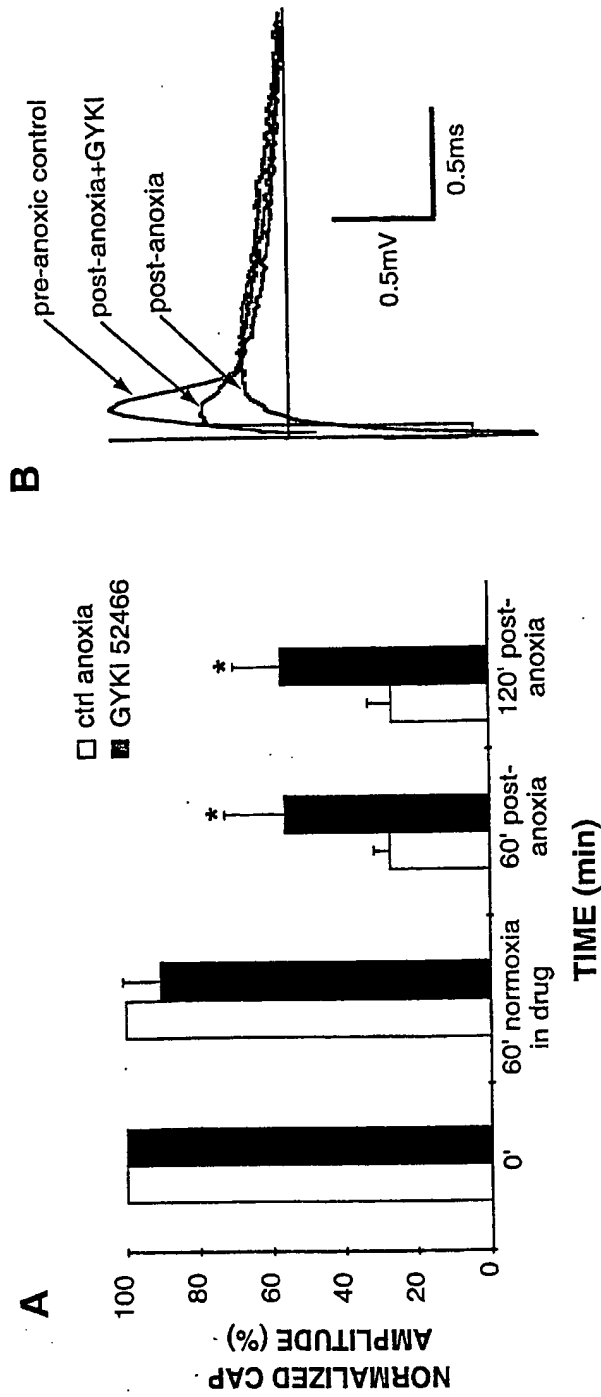 A
NORMALIZED CAP
AMPLITUDE (%)
100
80
60
40
20
0
ctrl anoxia
GYKI 52466
*
*
0'
60' normoxia
in drug
60' post-
anoxia
120' post-
anoxia
TIME (min)
B
pre-anoxic control
post-anoxia+GYKI
post-anoxia
0.5mV
0.5ms